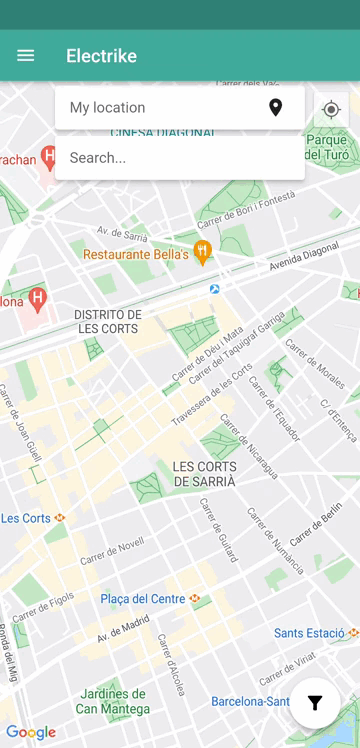 Electrike
Carrer dels Vac
My location
CINESA DIAGONAL
Parque
del Turó
rachan
H
Search...
Carrer de Bori i Fontestà
Av. de Sarrià
Restaurante Bella's
Avenida Diagonal
lona
H
DISTRITO DE
LES CORTS
Carrer de Déu i Mata
Carrer del Taquígraf Garriga
Carrer de Morales
Travessera de les Corts
Carrer de l'Equador
C/ d'Entença
Carrer de Joan Güell
Carrer de Nicaragua
LES CORTS
DE SARRIÀ
Les Corts
Carrer de Guitard
Carrer de Numància
Carrer de Berlín
Carrer de Novell
Plaça del Centre
Carrer de Figols
Av. de Madrid
Sants Estació
Ronda del Mig
Carrer d'Alcolea
Carrer de Viriat
Jardines de
Can Mantega
Barcelona-Sant
Google